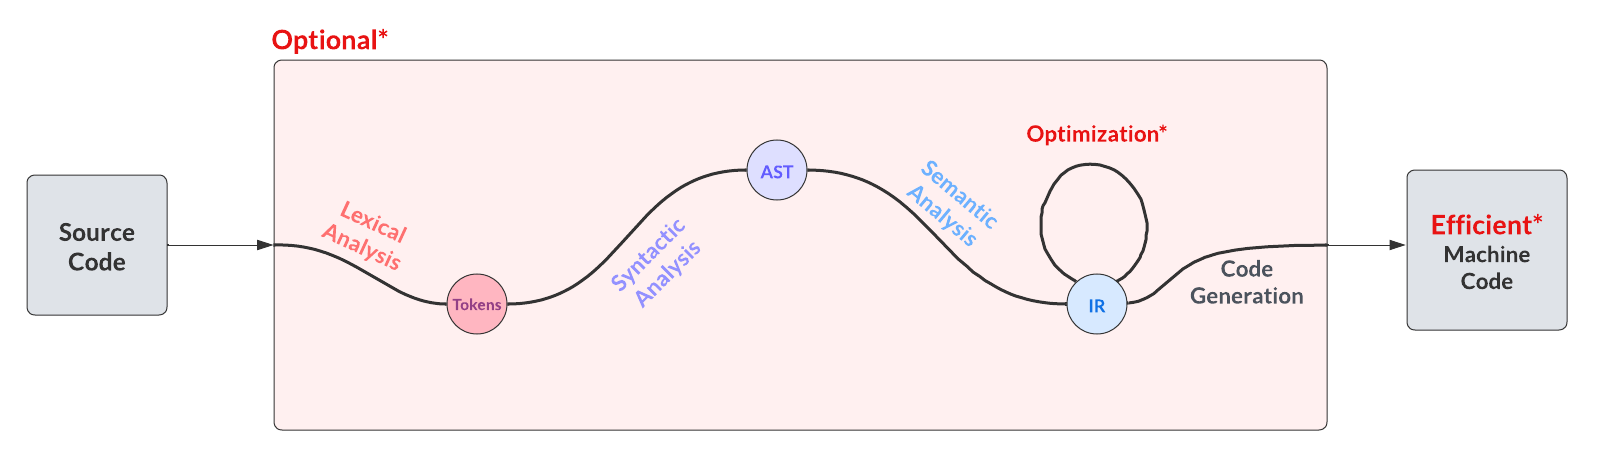 Optional*
Source
Code
Lexical
Analysis
Tokens
Syntactic
Analysis
AST
Semantic
Analysis
Optimization*
IR
Code
Generation
Efficient*
Machine
Code